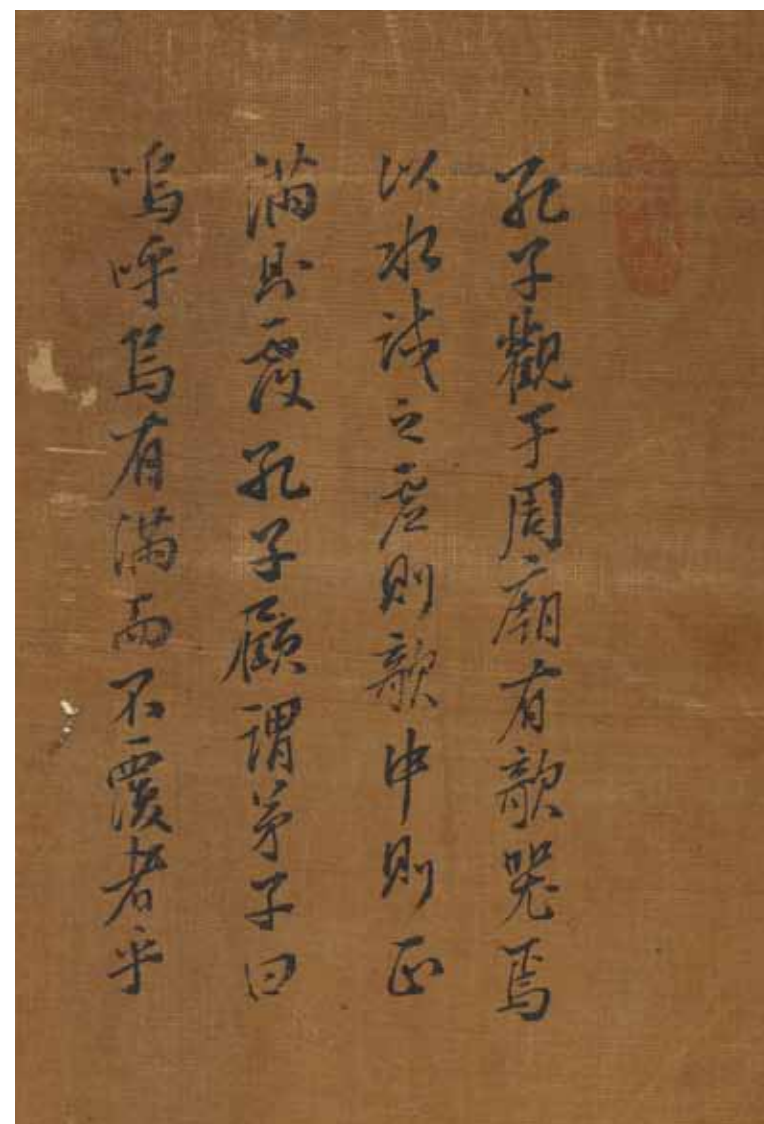 孔子觀于周廟有欹器焉
以水試之虛則欹中則正
滿則覆孔子顧謂弟子曰
嗚呼焉有滿而不覆者乎